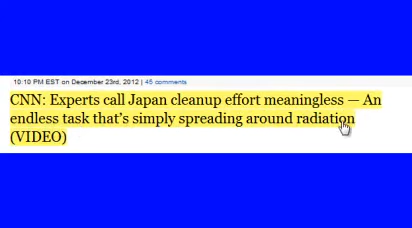 10:10 PM EST on December 23rd, 2012 | 45 comments
CNN: Experts call Japan cleanup effort meaningless — An
endless task that's simply spreading around radiation
(VIDEO)